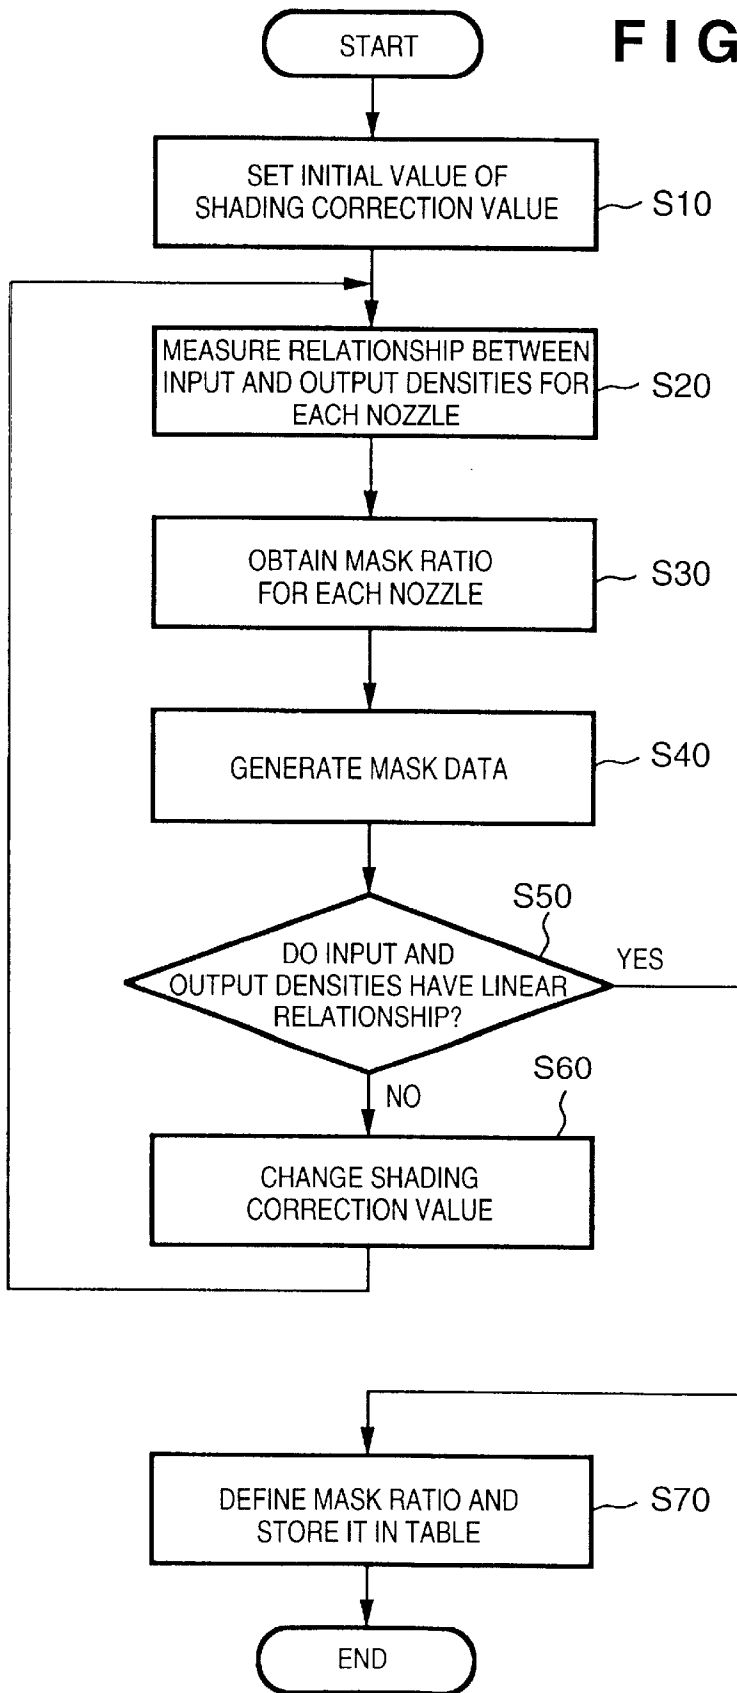 START
FIG
SET INITIAL VALUE OF
SHADING CORRECTION VALUE
S10
MEASURE RELATIONSHIP BETWEEN
INPUT AND OUTPUT DENSITIES FOR
EACH NOZZLE
S20
OBTAIN MASK RATIO
FOR EACH NOZZLE
S30
GENERATE MASK DATA
S40
S50
DO INPUT AND
OUTPUT DENSITIES HAVE LINEAR
RELATIONSHIP?
YES
NO
S60
CHANGE SHADING
CORRECTION VALUE
DEFINE MASK RATIO AND
STORE IT IN TABLE
S70
END